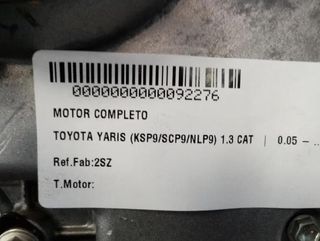 0000000000092276
MOTOR COMPLETO
TOYOTA YARIS (KSP9/SCP9/NLP9) 1.3 CAT | 0.05 - ...
Ref.Fab:2SZ
T.Motor: